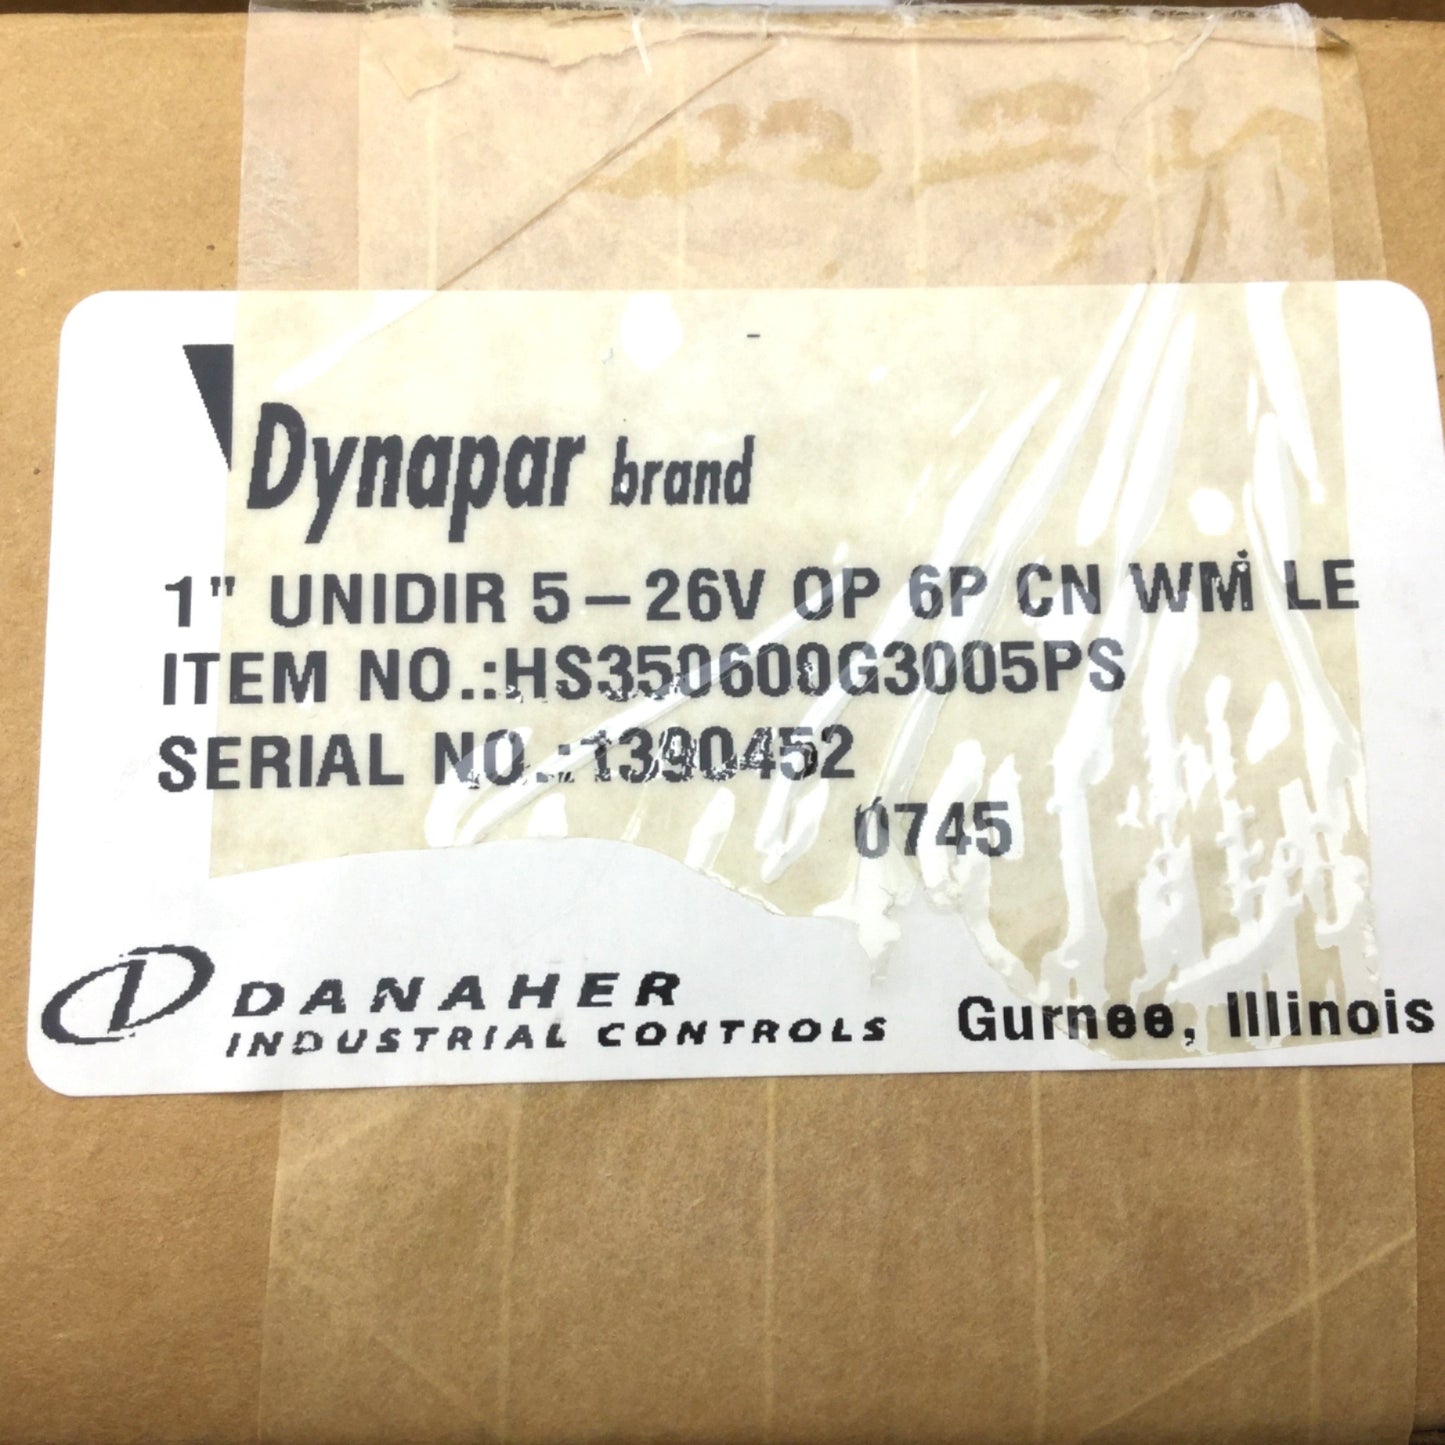 Dynapar brand
1" UNIDIR 5-26V OP 6P CN WM LE
ITEM NO.:HS350600G3005PS
SERIAL NO.:1390452
0745
DANAHER
INDUSTRIAL CONTROLS
Gurnee, Illinois